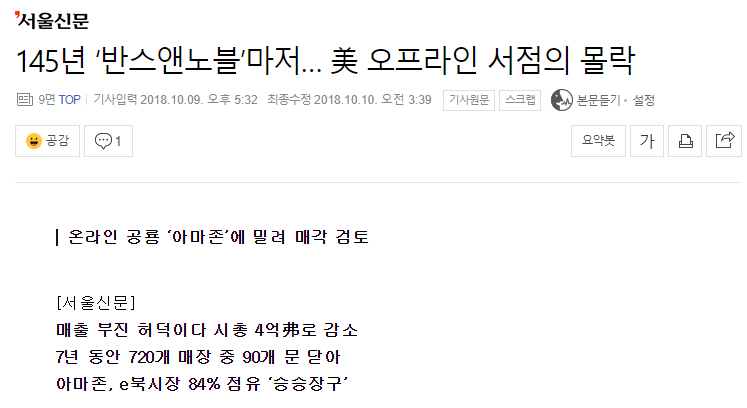 서울신문
145년 ‘반스앤노블’마저… 美 오프라인 서점의 몰락
9면 TOP 기사입력 2018.10.09. 오후 5:32 최종수정 2018.10.10. 오전 3:39 기사원문 스크랩 본문듣기 · 설정
공감 1 요약봇 가
온라인 공룡 ‘아마존’에 밀려 매각 검토
[서울신문]
매출 부진 허덕이다 시총 4억弗로 감소
7년 동안 720개 매장 중 90개 문 닫아
아마존, e북시장 84% 점유 ‘승승장구’